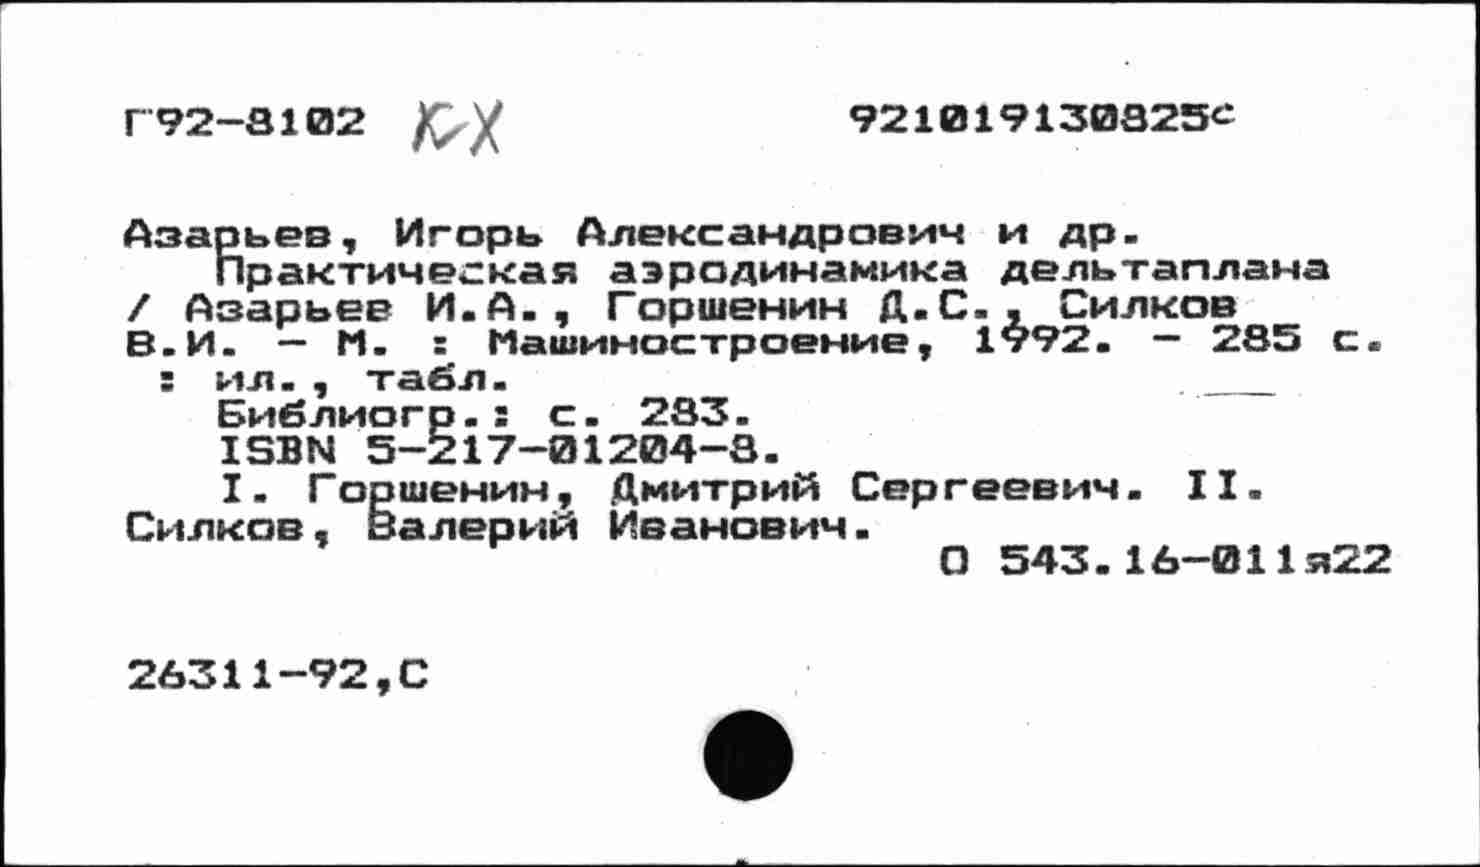 Г92-8102 КХ 921019130825с
Азарьев, Игорь Александрович и др.
Практическая аэродинамика дельтаплана
/ Азарьев И.А., Горшенин Д.С., Силков
В.И. - М. : Машиностроение, 1992. - 285 с.
: ил., табл.
Библиогр.: с. 283.
ISBN 5-217-01204-8.
I. Горшенин, Дмитрий Сергеевич. II.
Силков, Валерий Иванович.
О 543.16-011я22
26311-92,С